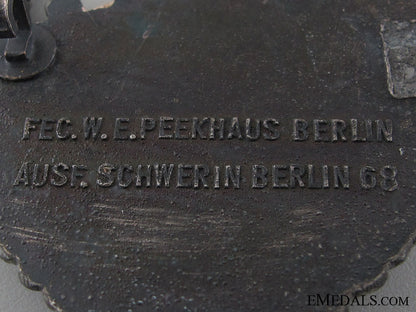 FEC. W. E. PEEKHAUS BERLIN
AUSF. SCHWERIN BERLIN 68
EMEDALS.COM